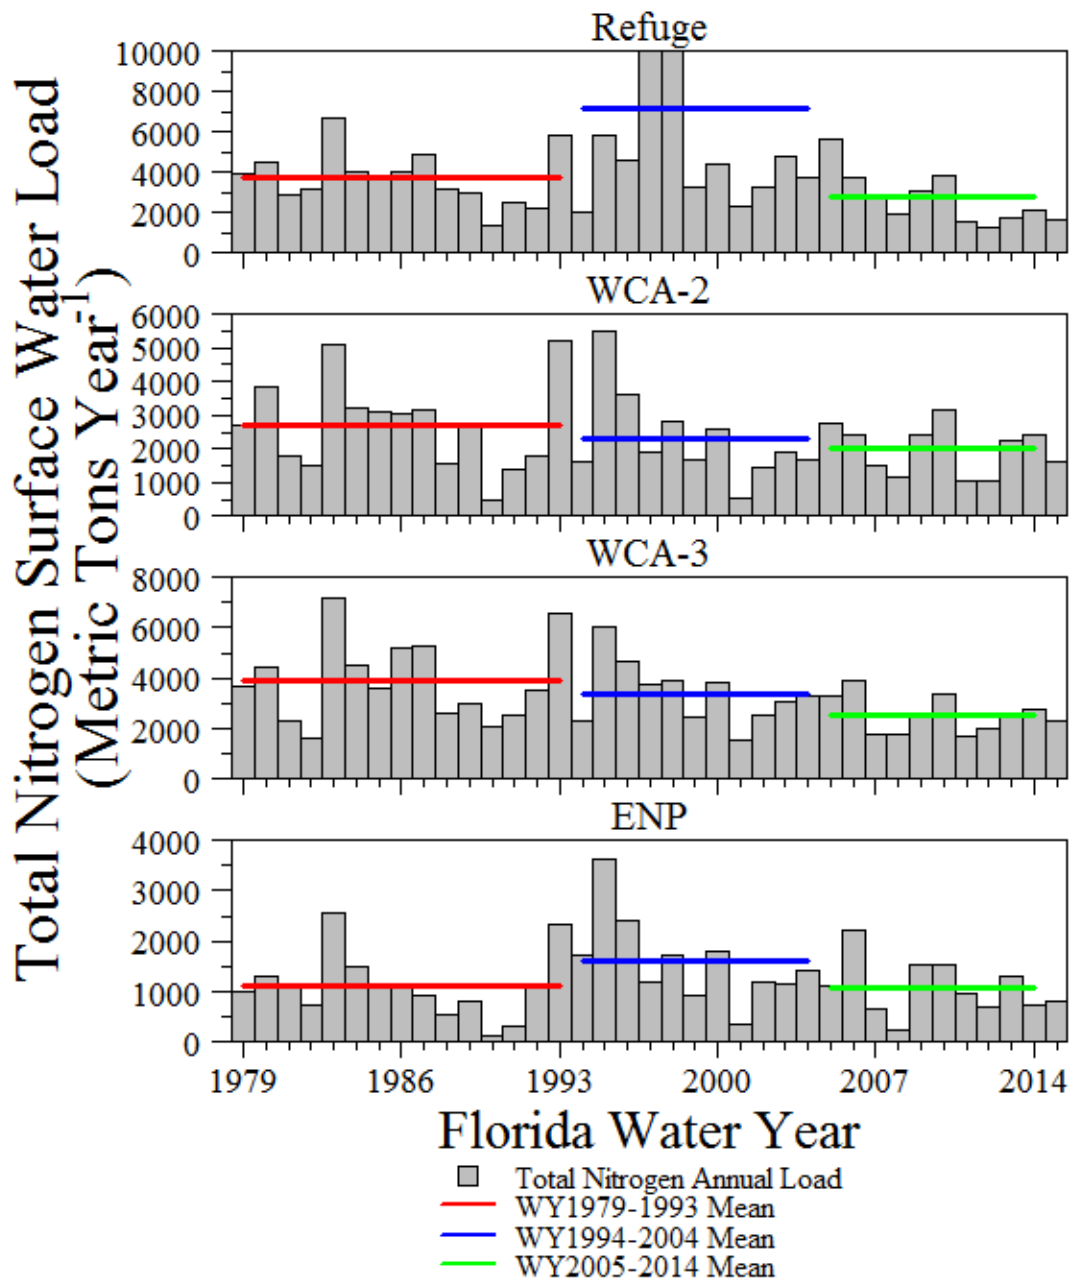 Total Nitrogen Surface Water Load
(Metric Tons Year-1)
Refuge
10000
8000
6000
4000
2000
0
WCA-2
6000
5000
4000
3000
2000
1000
0
WCA-3
8000
6000
4000
2000
0
ENP
4000
3000
2000
1000
0
1979 1986 1993 2000 2007 2014
Florida Water Year
Total Nitrogen Annual Load
WY1979-1993 Mean
WY1994-2004 Mean
WY2005-2014 Mean